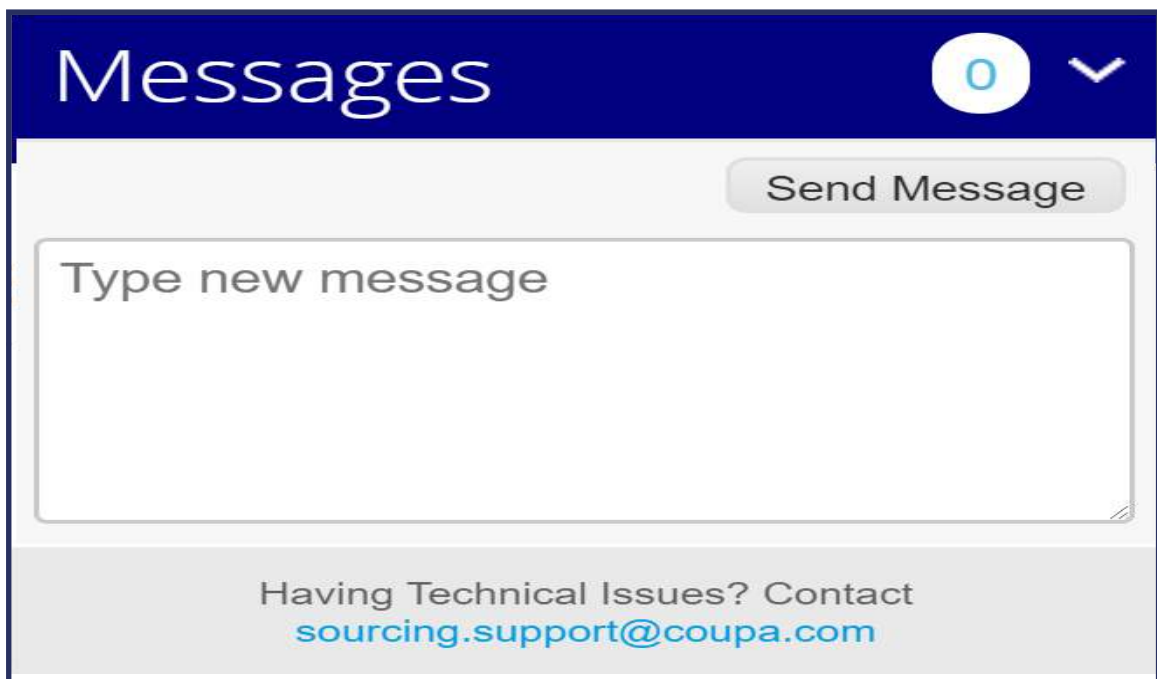 Messages 0
Send Message
Type new message
Having Technical Issues? Contact
sourcing.support@coupa.com